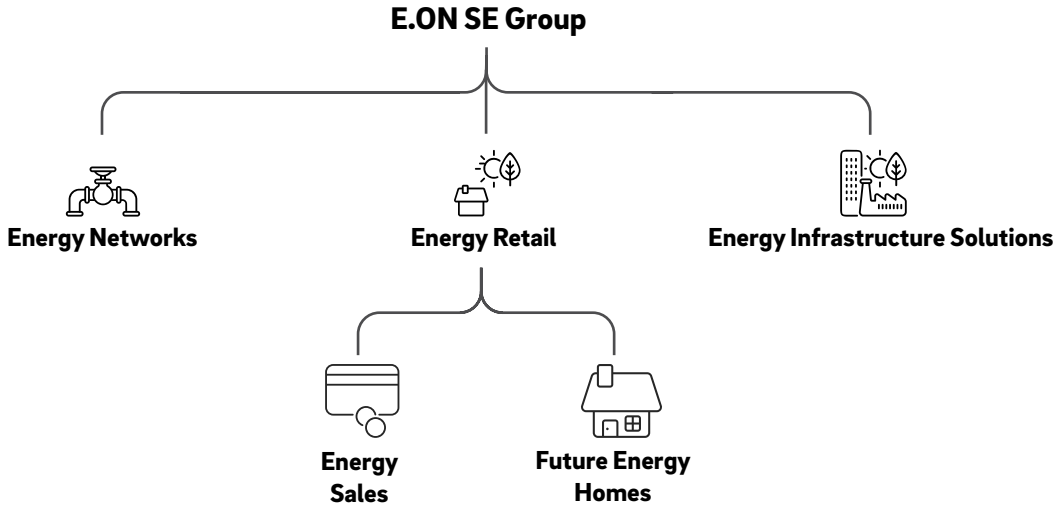 E.ON SE Group
Energy Networks
Energy Retail
Energy Infrastructure Solutions
Energy
Sales
Future Energy
Homes